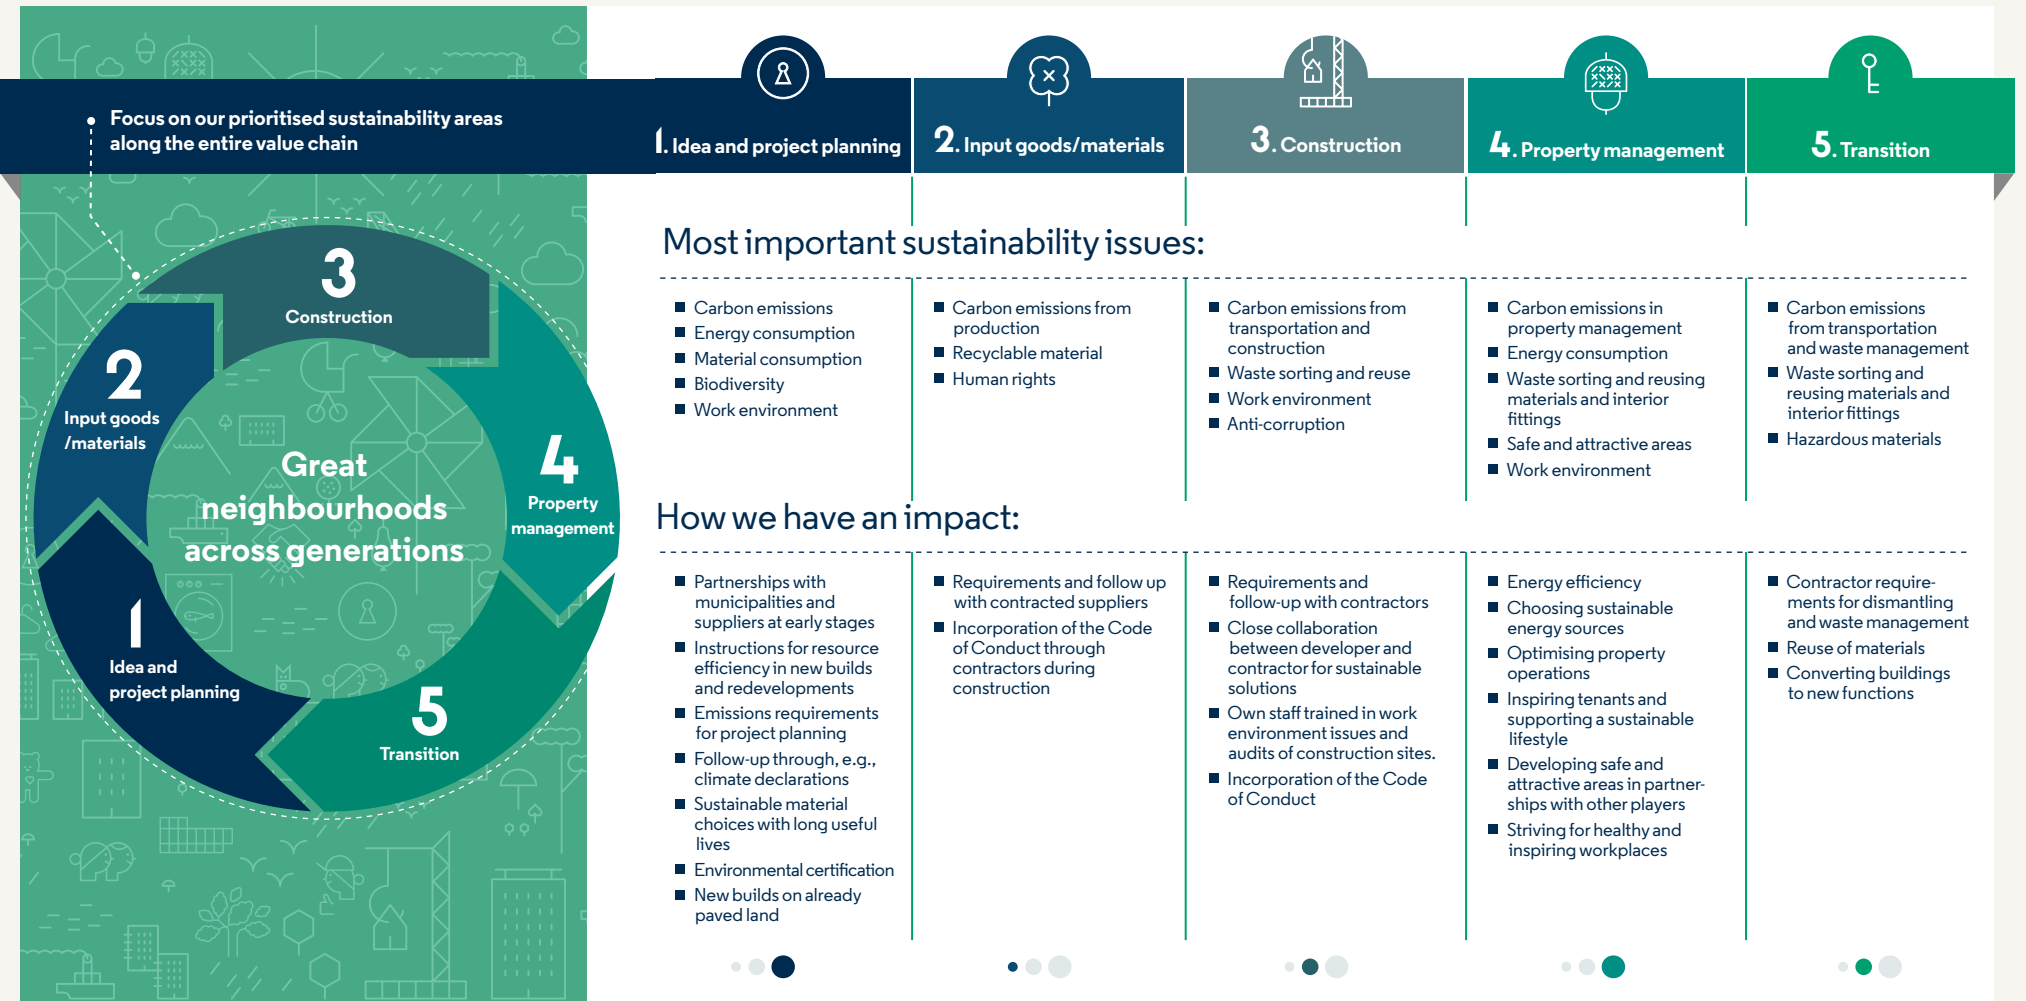 Focus on our prioritised sustainability areas
along the entire value chain
1. Idea and project planning
2. Input goods/materials
3. Construction
4. Property management
5. Transition
3
Construction
2
Input goods
/materials
4
Property
management
1
Idea and
project planning
5
Transition
Great
neighbourhoods
across generations
Most important sustainability issues:
Carbon emissions
Energy consumption
Material consumption
Biodiversity
Work environment
Carbon emissions from
production
Recyclable material
Human rights
Carbon emissions from
transportation and
construction
Waste sorting and reuse
Work environment
Anti-corruption
Carbon emissions in
property management
Energy consumption
Waste sorting and reusing
materials and interior
fittings
Safe and attractive areas
Work environment
Carbon emissions
from transportation
and waste management
Waste sorting and
reusing materials and
interior fittings
Hazardous materials
How we have an impact:
Partnerships with
municipalities and
suppliers at early stages
Instructions for resource
efficiency in new builds
and redevelopments
Emissions requirements
for project planning
Follow-up through, e.g.,
climate declarations
Sustainable material
choices with long useful
lives
Environmental certification
New builds on already
paved land
Requirements and follow up
with contracted suppliers
Incorporation of the Code
of Conduct through
contractors during
construction
Requirements and
follow-up with contractors
Close collaboration
between developer and
contractor for sustainable
solutions
Own staff trained in work
environment issues and
audits of construction sites.
Incorporation of the Code
of Conduct
Energy efficiency
Choosing sustainable
energy sources
Optimising property
operations
Inspiring tenants and
supporting a sustainable
lifestyle
Developing safe and
attractive areas in partner-
ships with other players
Striving for healthy and
inspiring workplaces
Contractor require-
ments for dismantling
and waste management
Reuse of materials
Converting buildings
to new functions